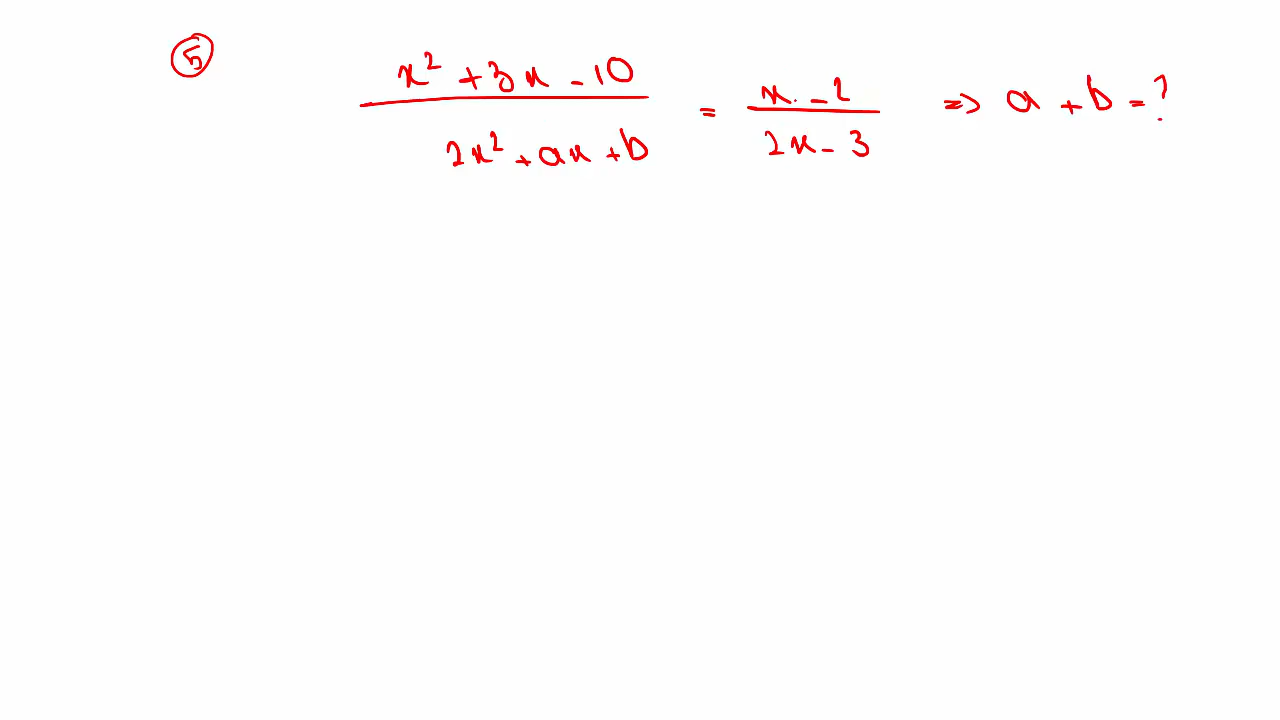 ⑤ x² + 3x - 10 / 2x² + ax + b = x - 2 / 2x - 3 => a + b = ?